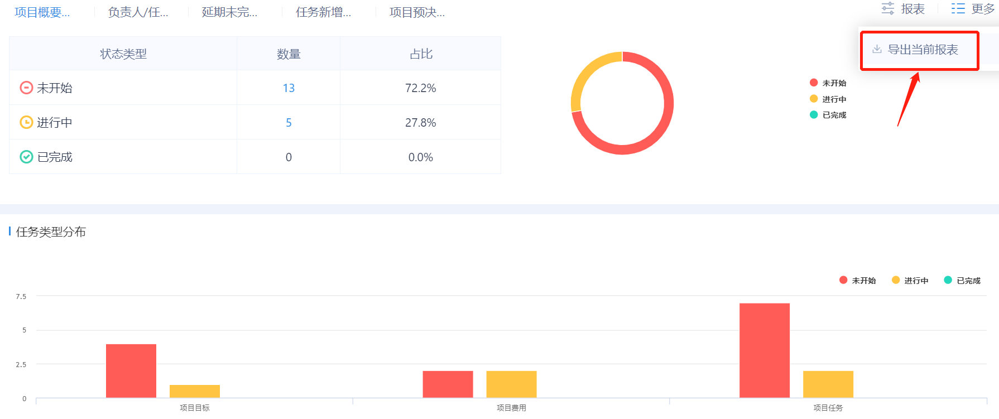 项目概要... 负责人/任... 延期未完... 任务新增... 项目预决... 报表 更多
导出当前报表
状态类型 数量 占比
未开始 13 72.2%
进行中 5 27.8%
已完成 0 0.0%
未开始
进行中
已完成
任务类型分布
未开始 进行中 已完成
7.5
5
2.5
0
项目目标 项目费用 项目任务